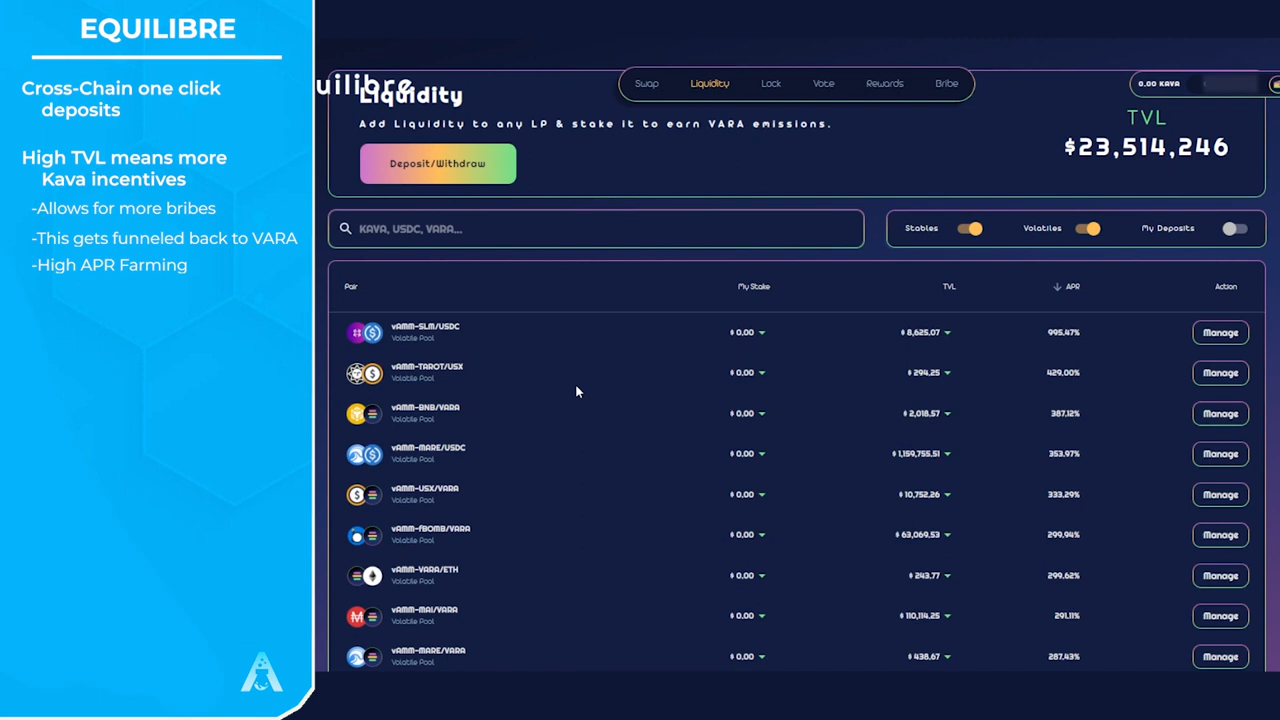 EQUILIBRE
Cross-Chain one click
deposits
High TVL means more
Kava incentives
-Allows for more bribes
-This gets funneled back to VARA
-High APR Farming
uilibre
Swap Liquidity Lock Vote Rewards Bribe
0.00 KAVA
Liquidity
Add Liquidity to any LP & stake it to earn VARA emissions.
Deposit/Withdraw
TVL
$23,514,246
KAVA, USDC, VARA...
Stables Volatiles My Deposits
Pair My Stake TVL APR Action
vAMM-SLM/USDC
Volatile Pool
$ 0.00 $ 8,625.07 995.47% Manage
vAMM-TAROT/USX
Volatile Pool
$ 0.00 $ 294.25 429.00% Manage
vAMM-BNB/VARA
Volatile Pool
$ 0.00 $ 2,018.57 387.12% Manage
vAMM-MARE/USDC
Volatile Pool
$ 0.00 $ 1,159,755.51 353.97% Manage
vAMM-USX/VARA
Volatile Pool
$ 0.00 $ 10,752.26 333.29% Manage
vAMM-fBOMB/VARA
Volatile Pool
$ 0.00 $ 63,069.53 299.94% Manage
vAMM-VARA/ETH
Volatile Pool
$ 0.00 $ 243.77 299.62% Manage
vAMM-MAI/VARA
Volatile Pool
$ 0.00 $ 110,114.25 291.11% Manage
vAMM-MARE/VARA
Volatile Pool
$ 0.00 $ 438.67 287.43% Manage